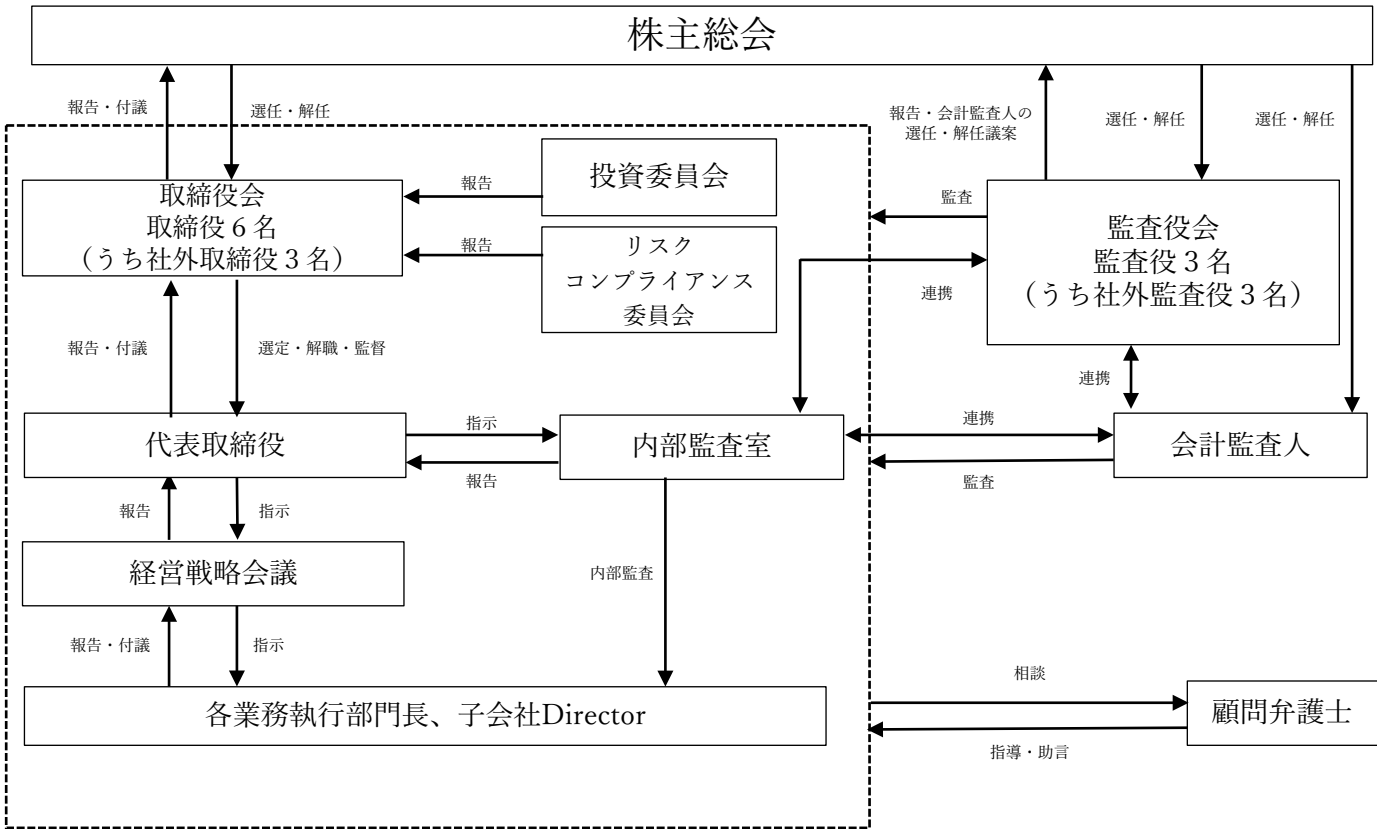 株主総会
報告・付議
選任・解任
報告・会計監査人の
選任・解任議案
選任・解任
選任・解任
取締役会
取締役６名
（うち社外取締役３名）
報告
投資委員会
報告
リスク
コンプライアンス
委員会
監査
連携
監査役会
監査役３名
（うち社外監査役３名）
報告・付議
選定・解職・監督
連携
代表取締役
指示
報告
内部監査室
連携
監査
会計監査人
報告
指示
経営戦略会議
内部監査
報告・付議
指示
各業務執行部門長、子会社Director
相談
指導・助言
顧問弁護士